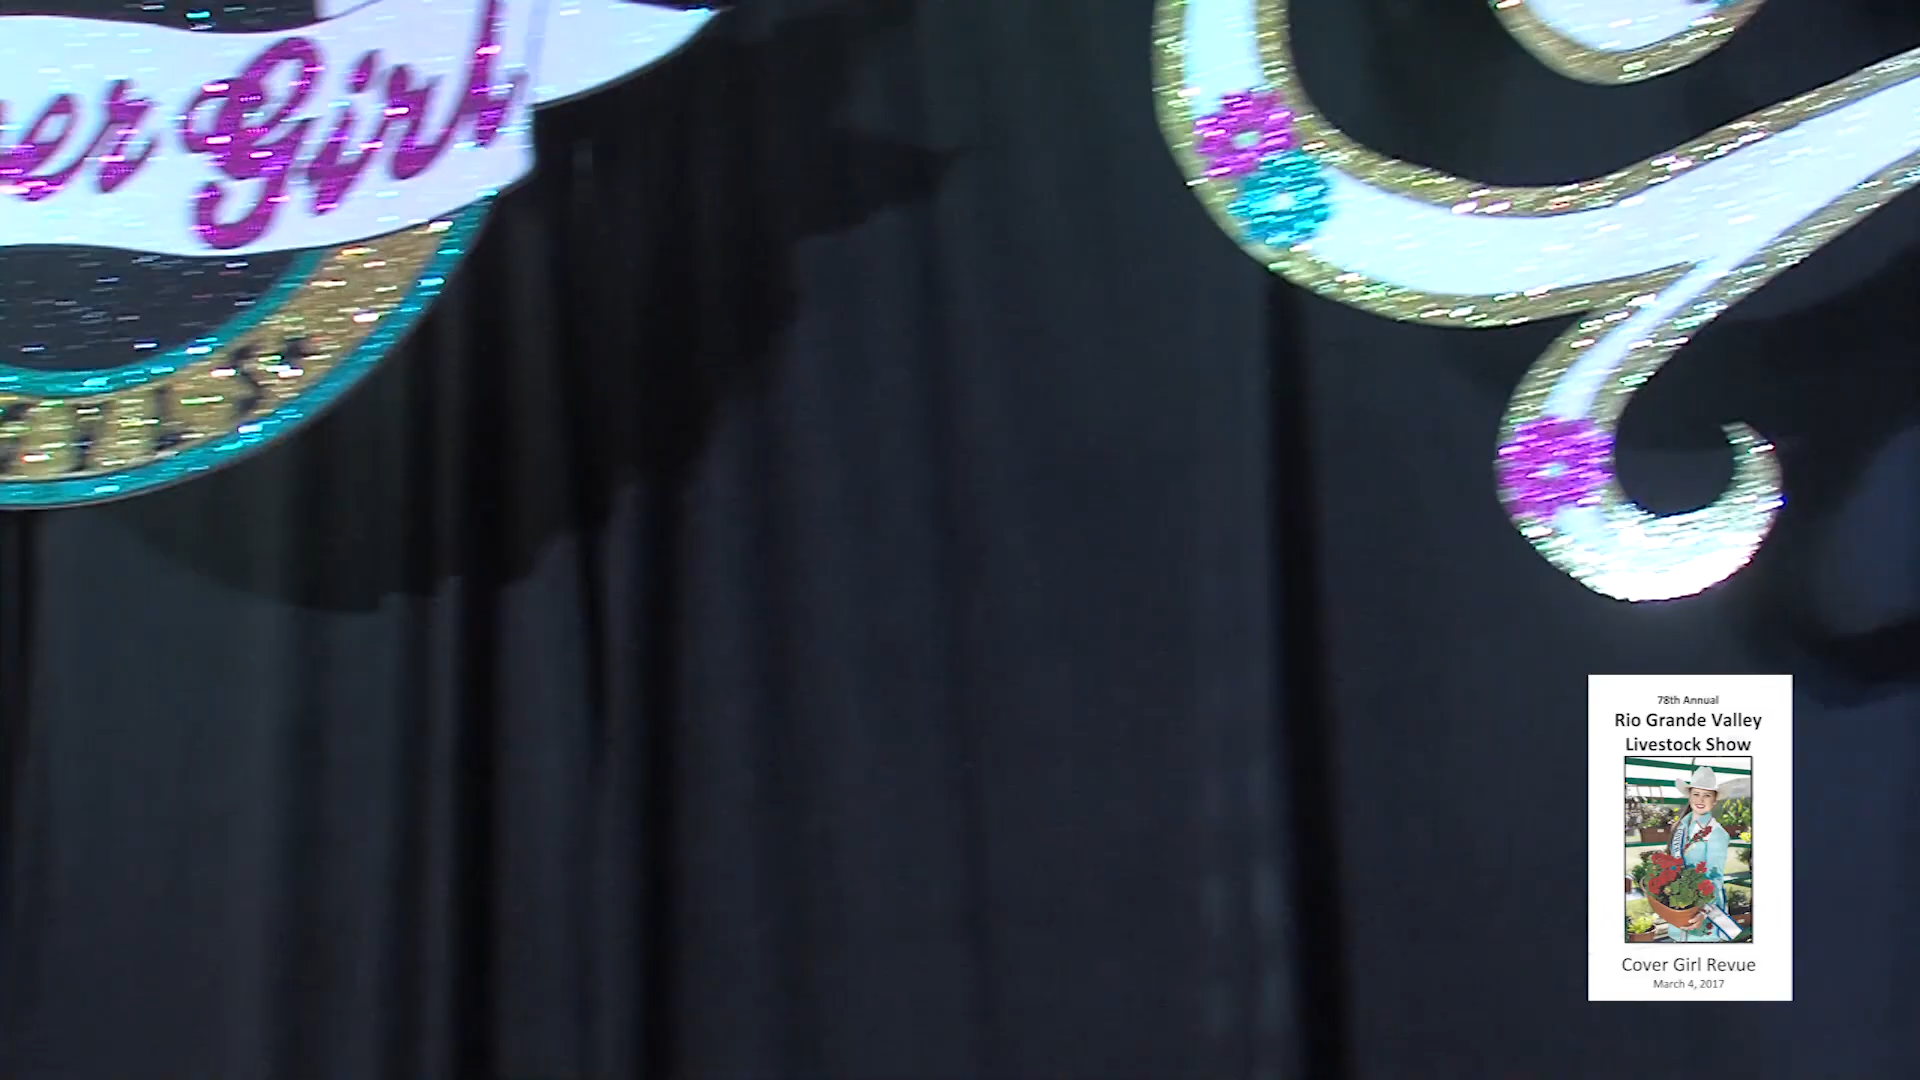 er Girl
78th Annual
Rio Grande Valley
Livestock Show
Cover Girl Revue
March 4, 2017